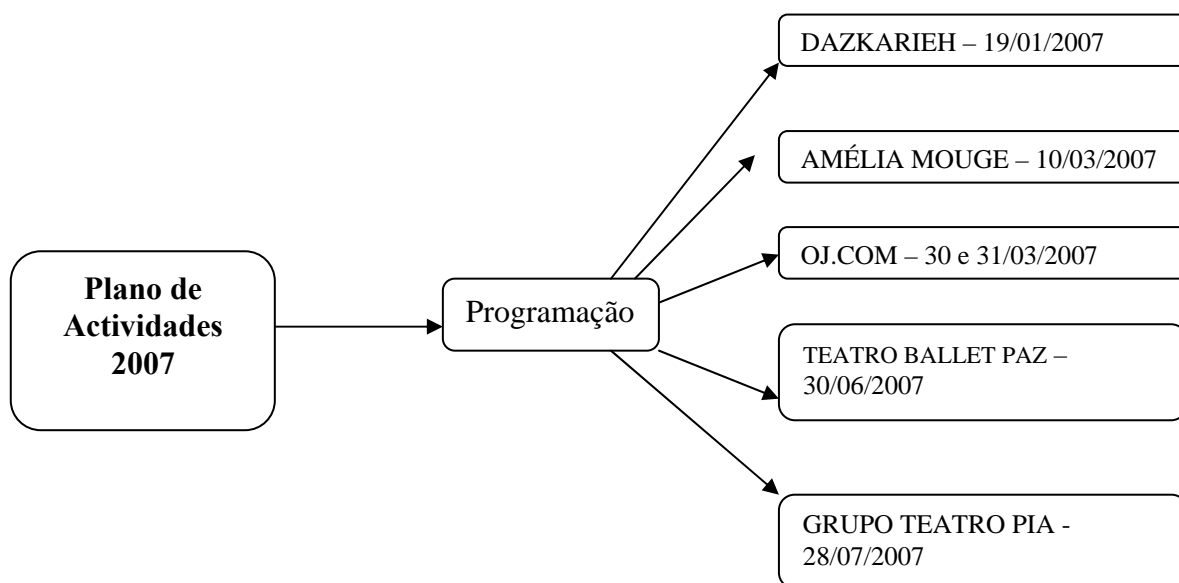 Plano de
Actividades
2007
Programação
DAZKARIEH – 19/01/2007
AMÉLIA MOUGE – 10/03/2007
OJ.COM – 30 e 31/03/2007
TEATRO BALLET PAZ –
30/06/2007
GRUPO TEATRO PIA -
28/07/2007